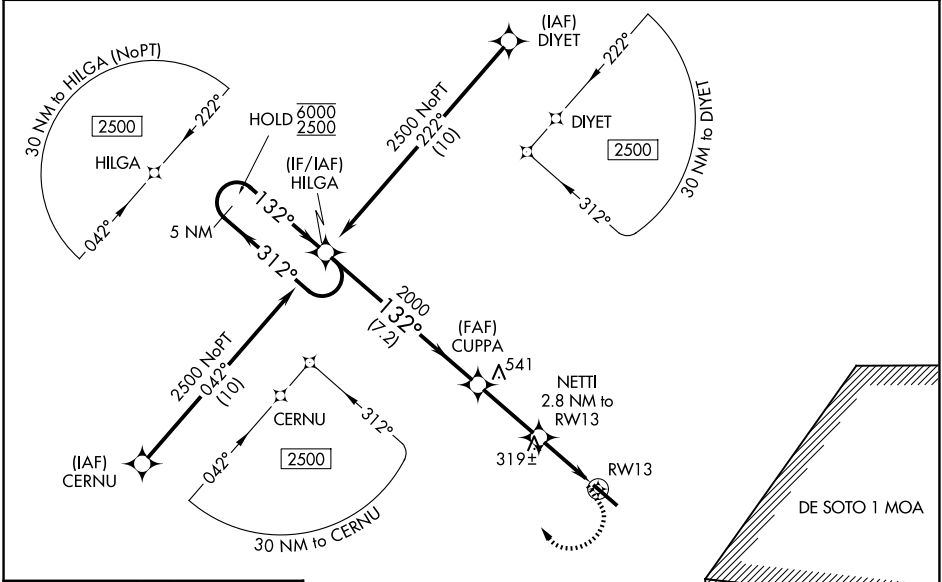 30 NM to HILGA (NoPT)
222°
2500
HILGA
042°
HOLD 6000
2500
(IF/IAF)
HILGA
132°
5 NM
312°
(IAF)
DIYET
2500 NoPT
222°
(10)
222°
DIYET
2500
30 NM to DIYET
312°
2000
132°
(7.2)
(FAF)
CUPPA
541
NETTI
2.8 NM to
RW13
319±
RW13
2500 NoPT
042°
(10)
(IAF)
CERNU
CERNU
312°
042°
2500
30 NM to CERNU
DE SOTO 1 MOA